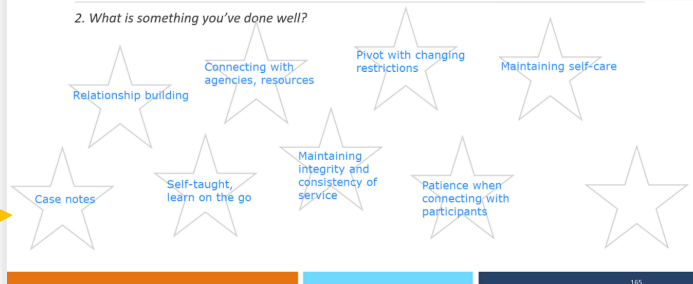 2. What is something you've done well?
Relationship building
Connecting with
agencies, resources
Pivot with changing
restrictions
Maintaining self-care
Case notes
Self-taught,
learn on the go
Maintaining
integrity and
consistency of
service
Patience when
connecting with
participants
165